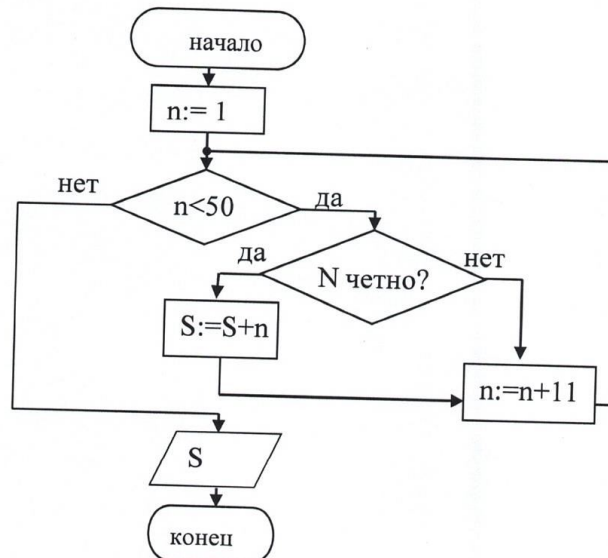 начало
n:= 1
нет
n<50
да
да
N четно?
нет
S:=S+n
n:=n+11
S
конец